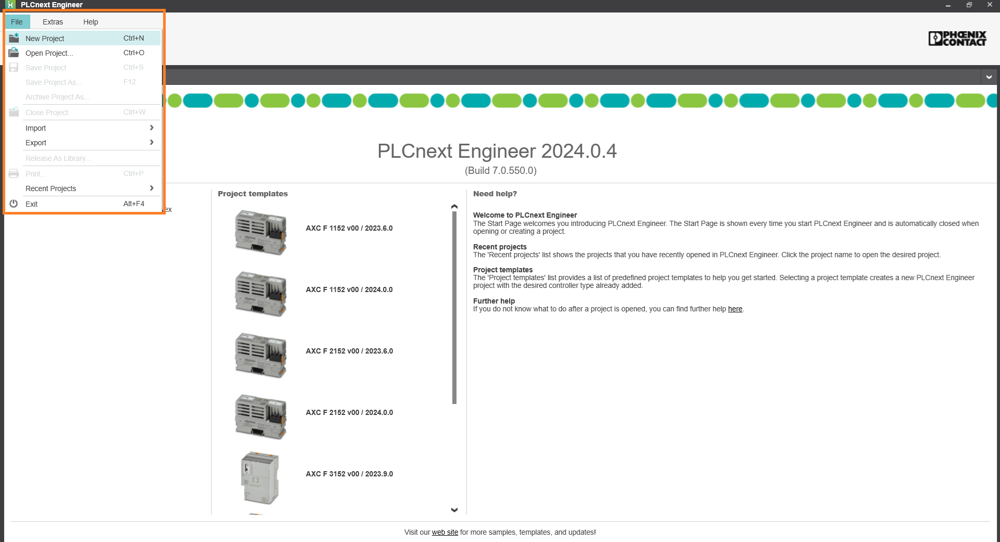 PLCnext Engineer
File Extras Help
PHŒNIX
CONTACT
New Project Ctrl+N
Open Project... Ctrl+O
Save Project Ctrl+S
Save Project As... F12
Archive Project As...
Close Project Ctrl+W
Import
Export
Release As Library...
Print... Ctrl+P
Recent Projects
Exit Alt+F4
ex
PLCnext Engineer 2024.0.4
(Build 7.0.550.0)
Project templates
AXC F 1152 v00 / 2023.6.0
AXC F 1152 v00 / 2024.0.0
AXC F 2152 v00 / 2023.6.0
AXC F 2152 v00 / 2024.0.0
AXC F 3152 v00 / 2023.9.0
Need help?
Welcome to PLCnext Engineer
The Start Page welcomes you introducing PLCnext Engineer. The Start Page is shown every time you start PLCnext Engineer and is automatically closed when
opening or creating a project.
Recent projects
The 'Recent projects' list shows the projects that you have recently opened in PLCnext Engineer. Click the project name to open the desired project.
Project templates
The 'Project templates' list provides a list of predefined project templates to help you get started. Selecting a project template creates a new PLCnext Engineer
project with the desired controller type already added.
Further help
If you do not know what to do after a project is opened, you can find further help here.
Visit our web site for more samples, templates, and updates!